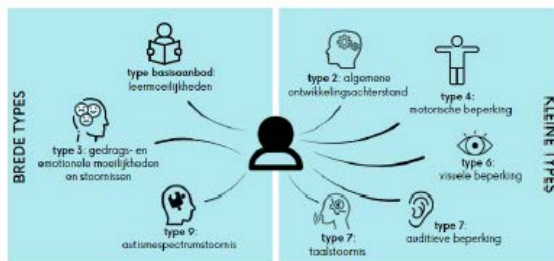 BREDE TYPES
type basisaanbod:
leermoeilijkheden
type 3: gedrags- en
emotionele moeilijkheden
en stoornissen
type 9:
autismespectrumstoornis
type 2: algemene
ontwikkelingsachterstand
type 4:
motorische beperking
type 6:
visuele beperking
type 7:
auditieve beperking
type 7:
taalstoornis
KLEINE TYPES